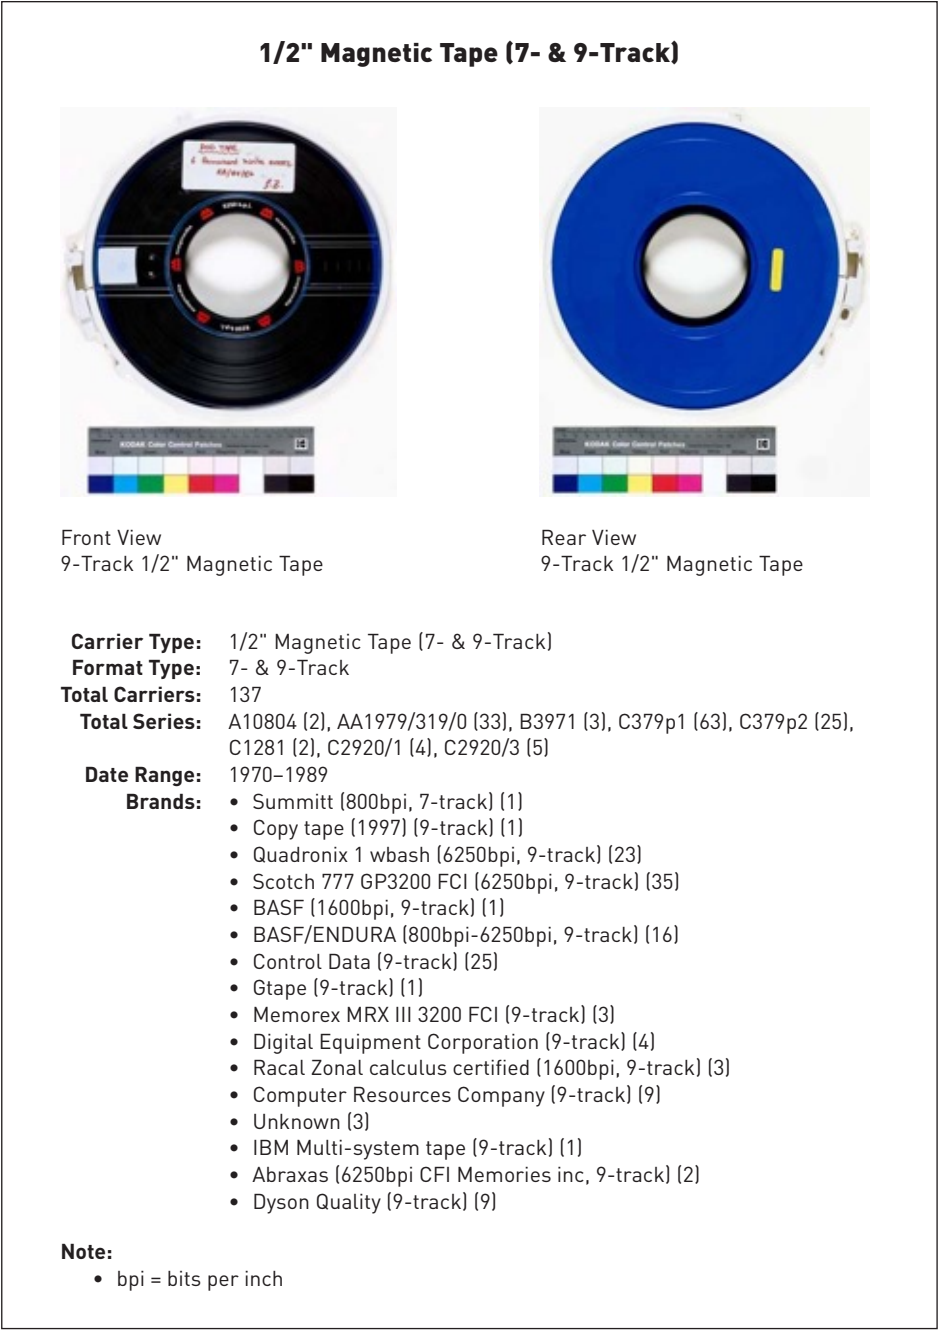 1/2" Magnetic Tape (7- & 9-Track)
KODAK Color Control Patches
KODAK Color Control Patches
Front View
9-Track 1/2" Magnetic Tape
Rear View
9-Track 1/2" Magnetic Tape
Carrier Type: 1/2" Magnetic Tape (7- & 9-Track)
Format Type: 7- & 9-Track
Total Carriers: 137
Total Series: A10804 (2), AA1979/319/0 (33), B3971 (3), C379p1 (63), C379p2 (25),
C1281 (2), C2920/1 (4), C2920/3 (5)
Date Range: 1970–1989
Brands: • Summitt (800bpi, 7-track) (1)
• Copy tape (1997) (9-track) (1)
• Quadronix 1 wbash (6250bpi, 9-track) (23)
• Scotch 777 GP3200 FCI (6250bpi, 9-track) (35)
• BASF (1600bpi, 9-track) (1)
• BASF/ENDURA (800bpi-6250bpi, 9-track) (16)
• Control Data (9-track) (25)
• Gtape (9-track) (1)
• Memorex MRX III 3200 FCI (9-track) (3)
• Digital Equipment Corporation (9-track) (4)
• Racal Zonal calculus certified (1600bpi, 9-track) (3)
• Computer Resources Company (9-track) (9)
• Unknown (3)
• IBM Multi-system tape (9-track) (1)
• Abraxas (6250bpi CFI Memories inc, 9-track) (2)
• Dyson Quality (9-track) (9)
Note:
• bpi = bits per inch